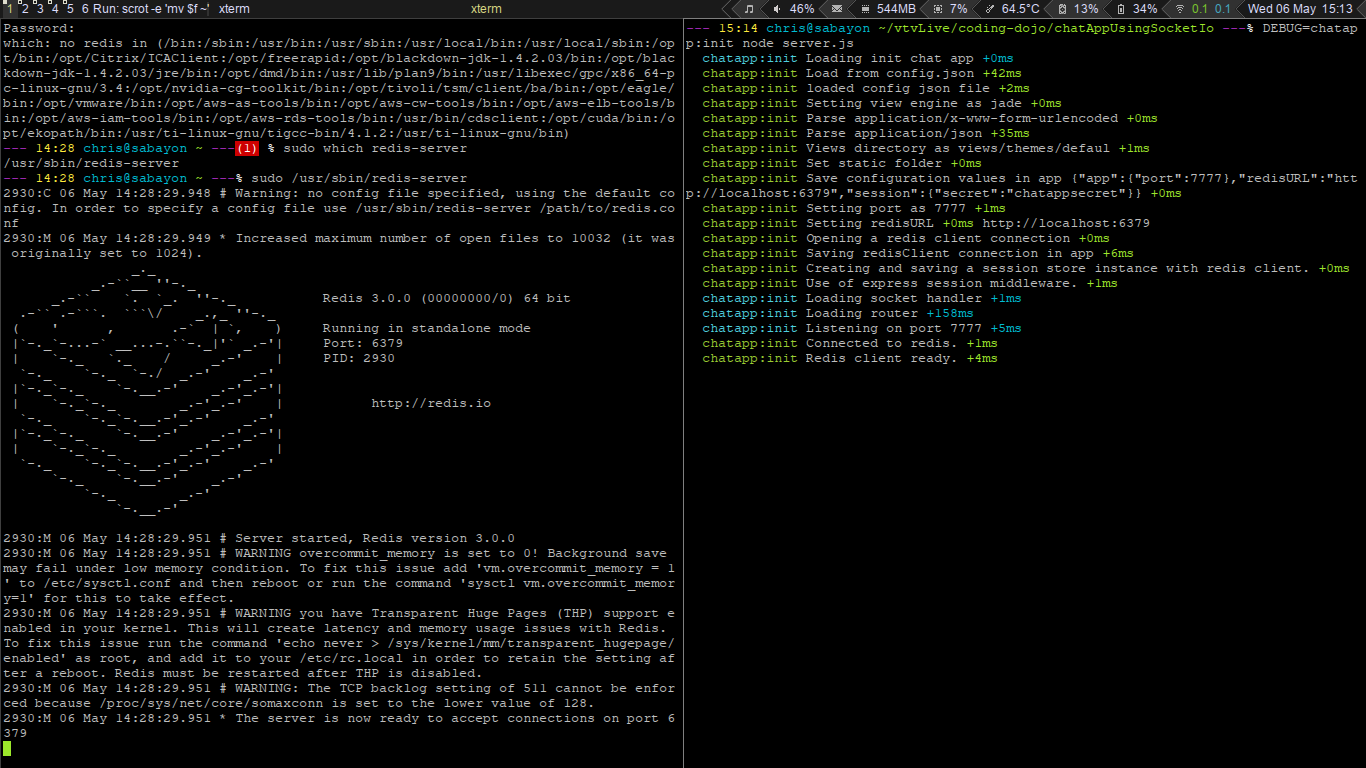 1 2 3 4 5 6 Run: scrot -e 'mv $f ~' xterm xterm 46% 544MB 7% 64.5°C 13% 34% 0.1 0.1 Wed 06 May 15:13
Password:
which: no redis in (/bin:/sbin:/usr/bin:/usr/sbin:/usr/local/bin:/usr/local/sbin:/op
t/bin:/opt/Citrix/ICAClient:/opt/freerapid:/opt/blackdown-jdk-1.4.2.03/bin:/opt/blac
kdown-jdk-1.4.2.03/jre/bin:/opt/dmd/bin:/usr/lib/plan9/bin:/usr/libexec/gpc/x86_64-p
c-linux-gnu/3.4:/opt/nvidia-cg-toolkit/bin:/opt/tivoli/tsm/client/ba/bin:/opt/eagle/
bin:/opt/vmware/bin:/opt/aws-as-tools/bin:/opt/aws-cw-tools/bin:/opt/aws-elb-tools/b
in:/opt/aws-iam-tools/bin:/opt/aws-rds-tools/bin:/usr/bin/cdsclient:/opt/cuda/bin:/o
pt/ekopath/bin:/usr/ti-linux-gnu/tigcc-bin/4.1.2:/usr/ti-linux-gnu/bin)
--- 14:28 chris@sabayon ~ ---(1) % sudo which redis-server
/usr/sbin/redis-server
--- 14:28 chris@sabayon ~ ---% sudo /usr/sbin/redis-server
2930:C 06 May 14:28:29.948 # Warning: no config file specified, using the default co
nfig. In order to specify a config file use /usr/sbin/redis-server /path/to/redis.co
nf
2930:M 06 May 14:28:29.949 * Increased maximum number of open files to 10032 (it was
 originally set to 1024).
Redis 3.0.0 (00000000/0) 64 bit
Running in standalone mode
Port: 6379
PID: 2930
http://redis.io
2930:M 06 May 14:28:29.951 # Server started, Redis version 3.0.0
2930:M 06 May 14:28:29.951 # WARNING overcommit_memory is set to 0! Background save
may fail under low memory condition. To fix this issue add 'vm.overcommit_memory = 1
' to /etc/sysctl.conf and then reboot or run the command 'sysctl vm.overcommit_memor
y=1' for this to take effect.
2930:M 06 May 14:28:29.951 # WARNING you have Transparent Huge Pages (THP) support e
nabled in your kernel. This will create latency and memory usage issues with Redis.
To fix this issue run the command 'echo never > /sys/kernel/mm/transparent_hugepage/
enabled' as root, and add it to your /etc/rc.local in order to retain the setting af
ter a reboot. Redis must be restarted after THP is disabled.
2930:M 06 May 14:28:29.951 # WARNING: The TCP backlog setting of 511 cannot be enfor
ced because /proc/sys/net/core/somaxconn is set to the lower value of 128.
2930:M 06 May 14:28:29.951 * The server is now ready to accept connections on port 6
379
--- 15:14 chris@sabayon ~/vtvLive/coding-dojo/chatAppUsingSocketIo ---% DEBUG=chatap
p:init node server.js
chatapp:init Loading init chat app +0ms
chatapp:init Load from config.json +42ms
chatapp:init loaded config json file +2ms
chatapp:init Setting view engine as jade +0ms
chatapp:init Parse application/x-www-form-urlencoded +0ms
chatapp:init Parse application/json +35ms
chatapp:init Views directory as views/themes/defaul +1ms
chatapp:init Set static folder +0ms
chatapp:init Save configuration values in app {"app":{"port":7777},"redisURL":"htt
p://localhost:6379","session":{"secret":"chatappsecret"}} +0ms
chatapp:init Setting port as 7777 +1ms
chatapp:init Setting redisURL +0ms http://localhost:6379
chatapp:init Opening a redis client connection +0ms
chatapp:init Saving redisClient connection in app +6ms
chatapp:init Creating and saving a session store instance with redis client. +0ms
chatapp:init Use of express session middleware. +1ms
chatapp:init Loading socket handler +1ms
chatapp:init Loading router +158ms
chatapp:init Listening on port 7777 +5ms
chatapp:init Connected to redis. +1ms
chatapp:init Redis client ready. +4ms